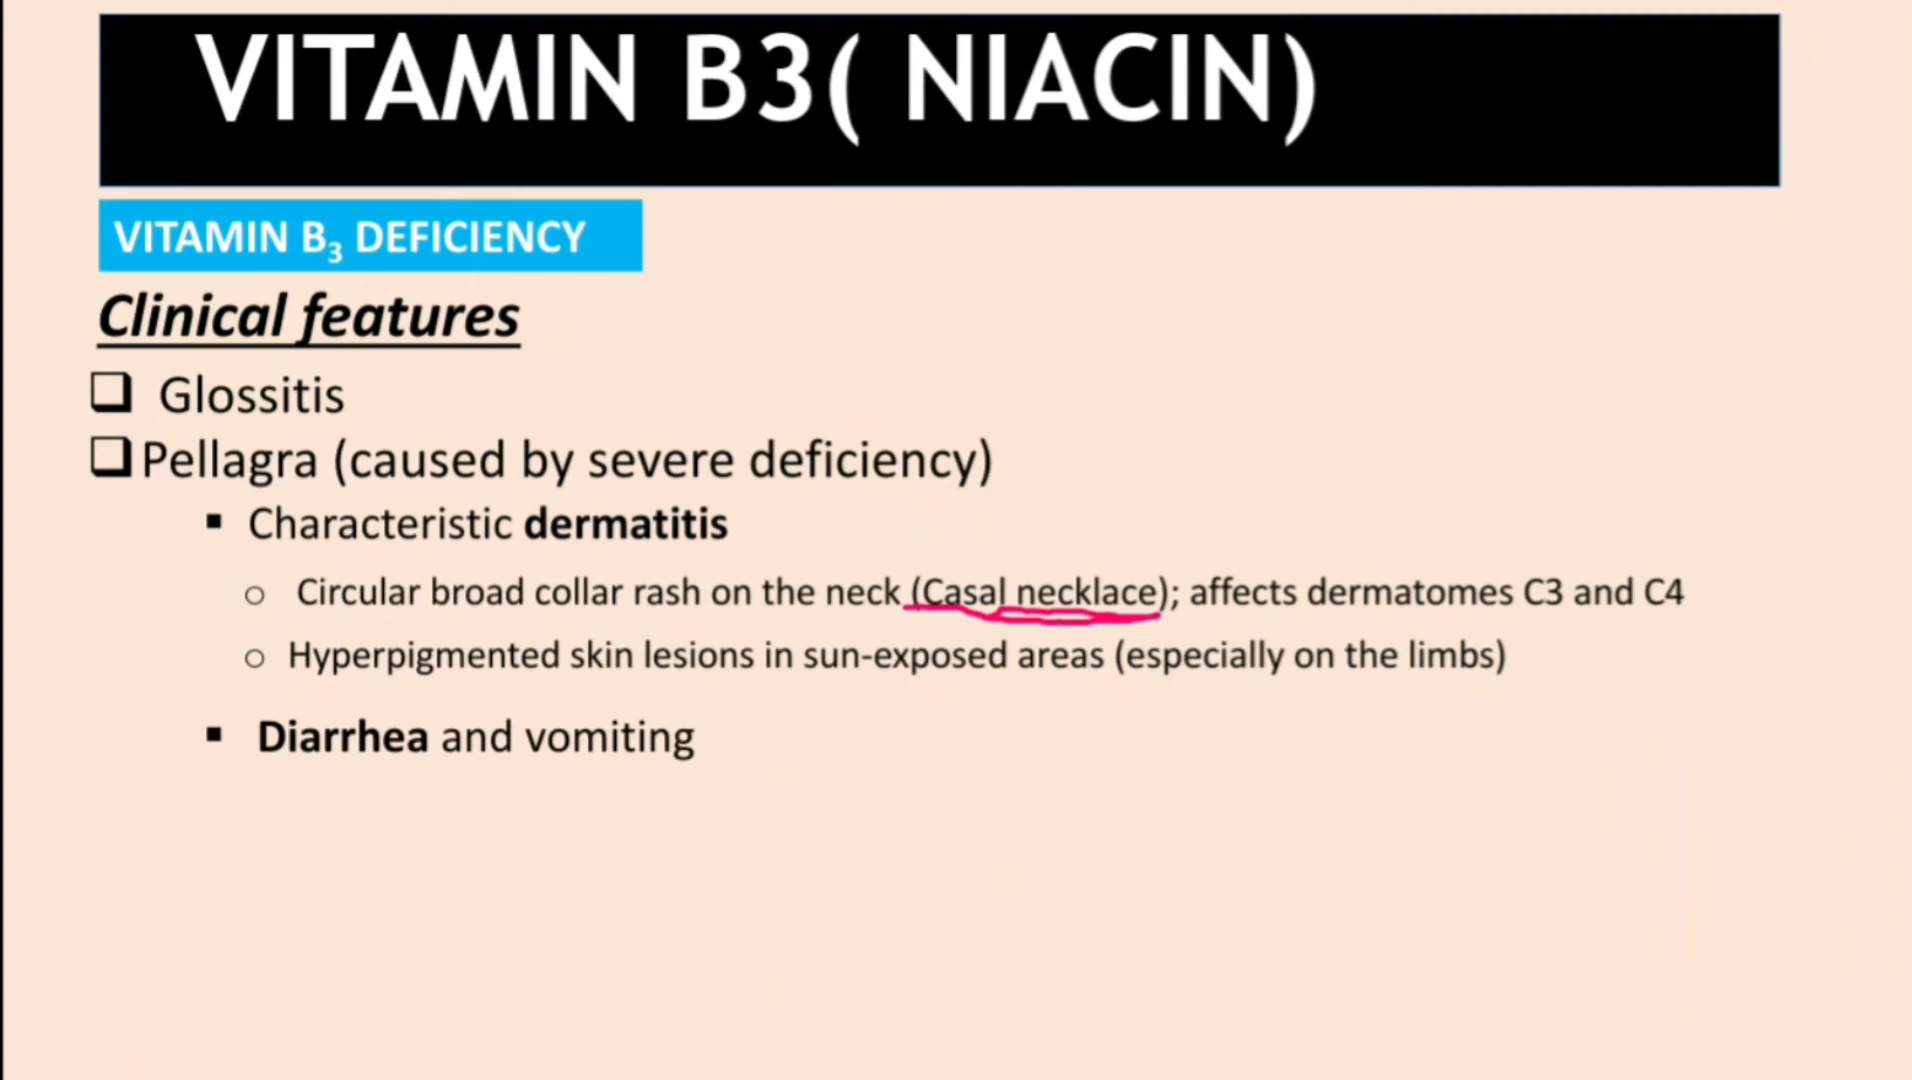 VITAMIN B3( NIACIN)
VITAMIN B₃ DEFICIENCY
Clinical features
❑ Glossitis
❑ Pellagra (caused by severe deficiency)
▪ Characteristic dermatitis
o Circular broad collar rash on the neck (Casal necklace); affects dermatomes C3 and C4
o Hyperpigmented skin lesions in sun-exposed areas (especially on the limbs)
▪ Diarrhea and vomiting